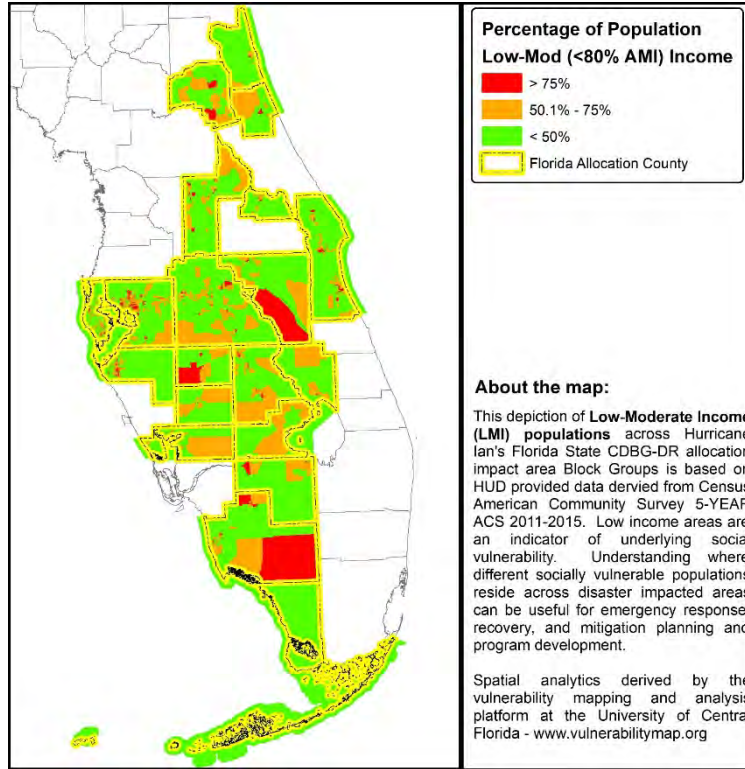 Percentage of Population
Low-Mod (<80% AMI) Income
> 75%
50.1% - 75%
< 50%
Florida Allocation County
About the map:
This depiction of Low-Moderate Income
(LMI) populations across Hurricane
Ian's Florida State CDBG-DR allocation
impact area Block Groups is based on
HUD provided data dervied from Census
American Community Survey 5-YEAR
ACS 2011-2015. Low income areas are
an indicator of underlying social
vulnerability. Understanding where
different socially vulnerable populations
reside across disaster impacted areas
can be useful for emergency response,
recovery, and mitigation planning and
program development.
Spatial analytics derived by the
vulnerability mapping and analysis
platform at the University of Central
Florida - www.vulnerabilitymap.org